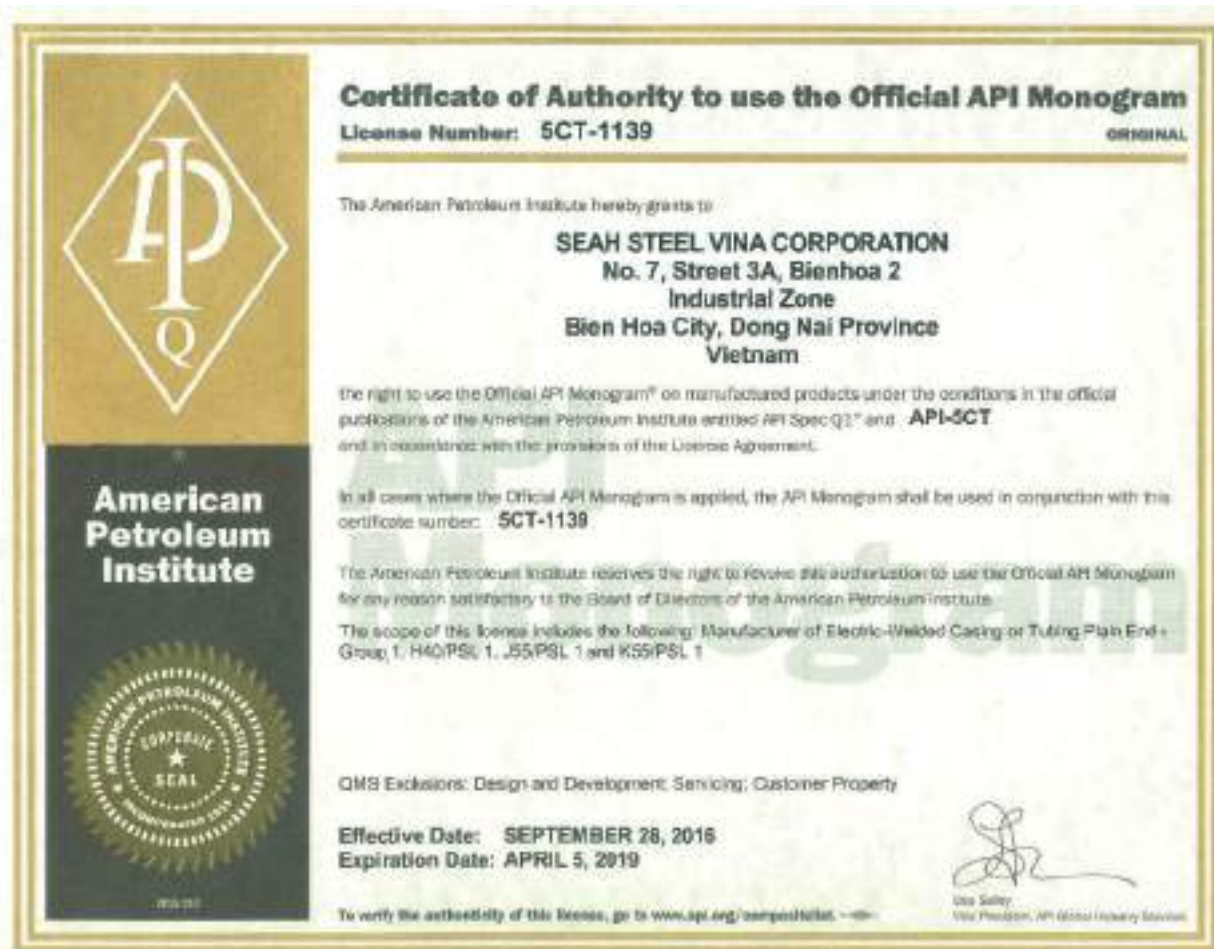 Certificate of Authority to use the Official API Monogram
License Number: 5CT-1139
ORIGINAL
The American Petroleum Institute hereby grants to
SEAH STEEL VINA CORPORATION
No. 7, Street 3A, Bienhoa 2
Industrial Zone
Bien Hoa City, Dong Nai Province
Vietnam
the right to use the Official API Monogram® on manufactured products under the conditions in the official
publications of the American Petroleum Institute entitled API Spec Q1® and API-5CT
and in accordance with the provisions of the License Agreement.
In all cases where the Official API Monogram is applied, the API Monogram shall be used in conjunction with this
certificate number: 5CT-1139
The American Petroleum Institute reserves the right to revoke this authorization to use the Official API Monogram
for any reason satisfactory to the Board of Directors of the American Petroleum Institute.
The scope of this license includes the following: Manufacturer of Electric-Welded Casing or Tubing Plain End -
Group 1: H40/PSL 1, J55/PSL 1 and K55/PSL 1
QMS Exclusions: Design and Development; Servicing; Customer Property
Effective Date: SEPTEMBER 28, 2016
Expiration Date: APRIL 5, 2019
To verify the authenticity of this license, go to www.api.org/compositelist.
Vice President, API Global Industry Services
API
Monogram
API
Q
American
Petroleum
Institute
AMERICAN PETROLEUM INSTITUTE
CORPORATE
SEAL